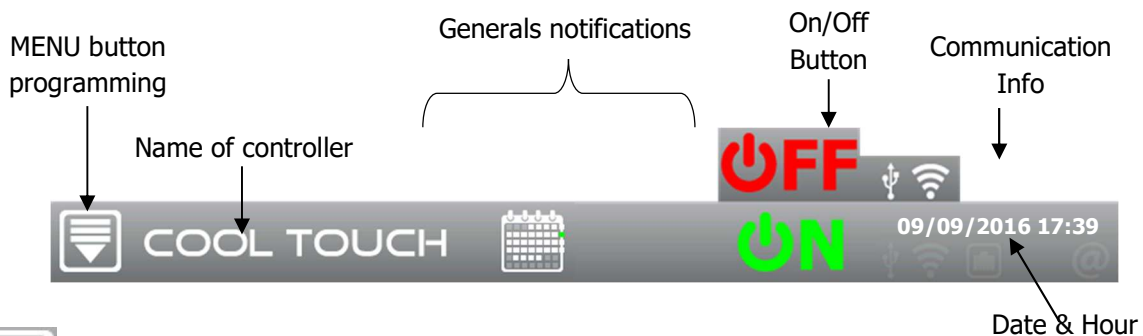 MENU button
programming
Name of controller
Generals notifications
On/Off
Button
Communication
Info
OFF
COOL TOUCH
ON
09/09/2016 17:39
@
Date & Hour